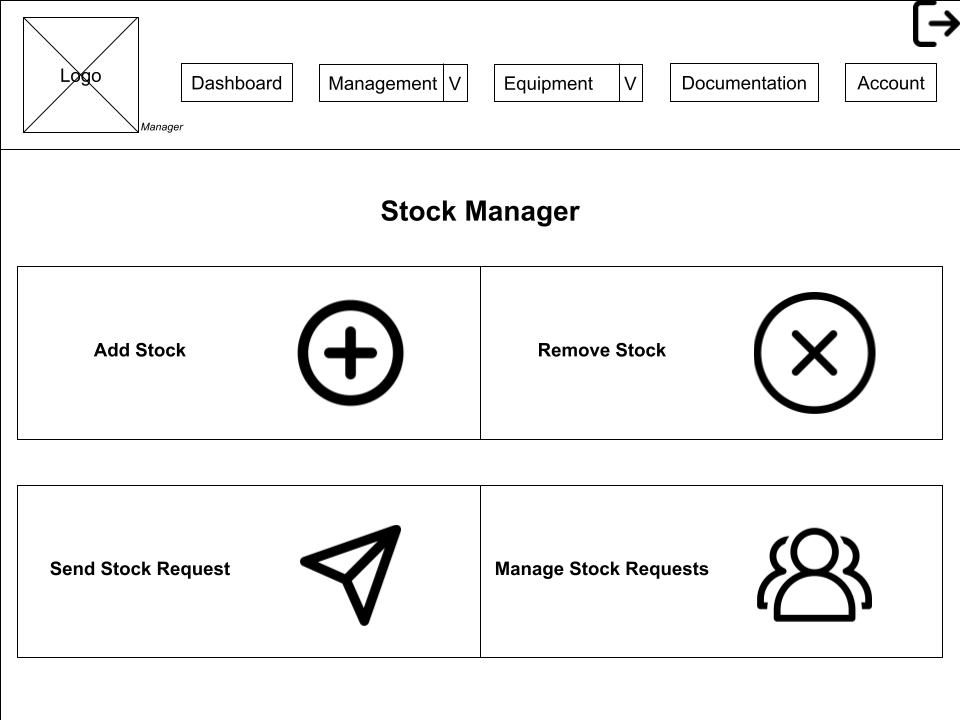 Logo
Manager
Dashboard
Management V
Equipment V
Documentation
Account
Stock Manager
Add Stock
Remove Stock
Send Stock Request
Manage Stock Requests